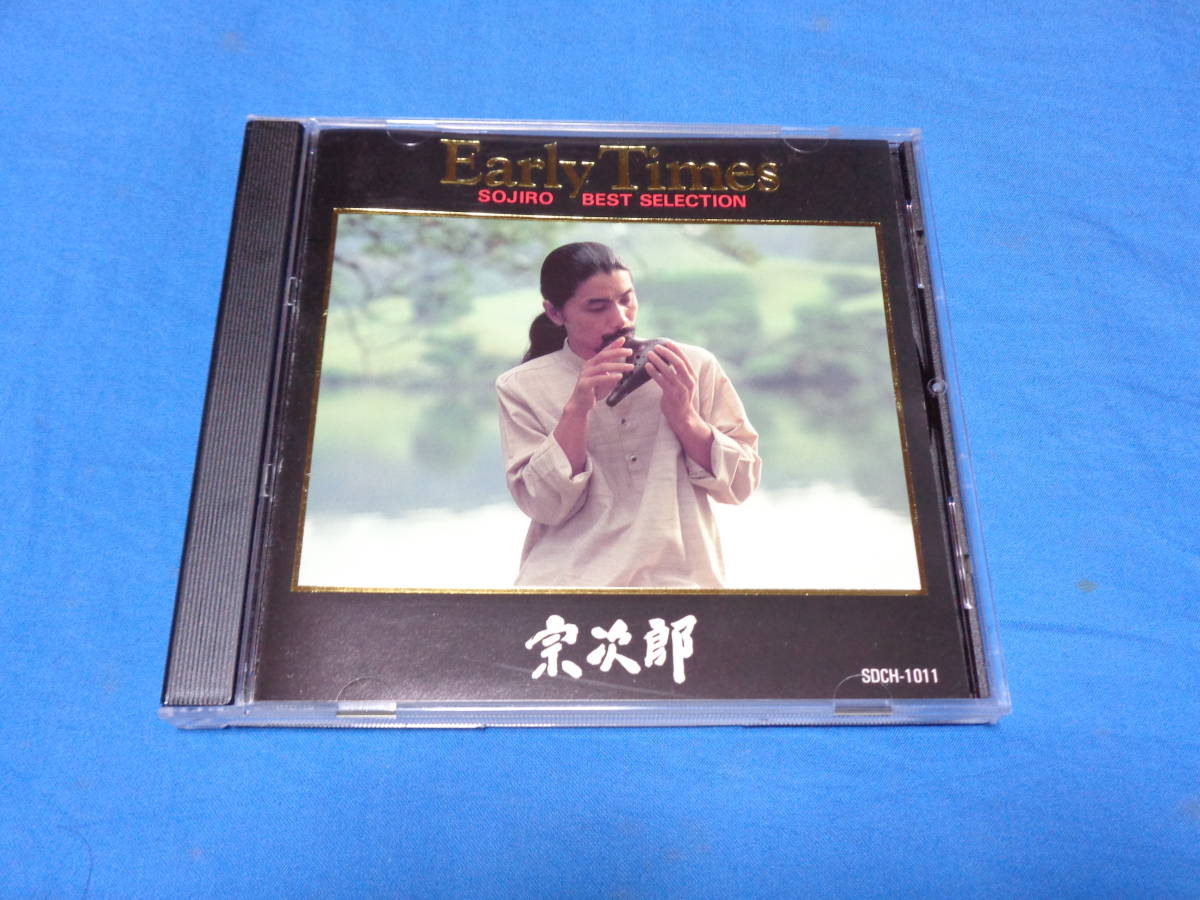 Early Times
SOJIRO BEST SELECTION
宗次郎
SDCH-1011